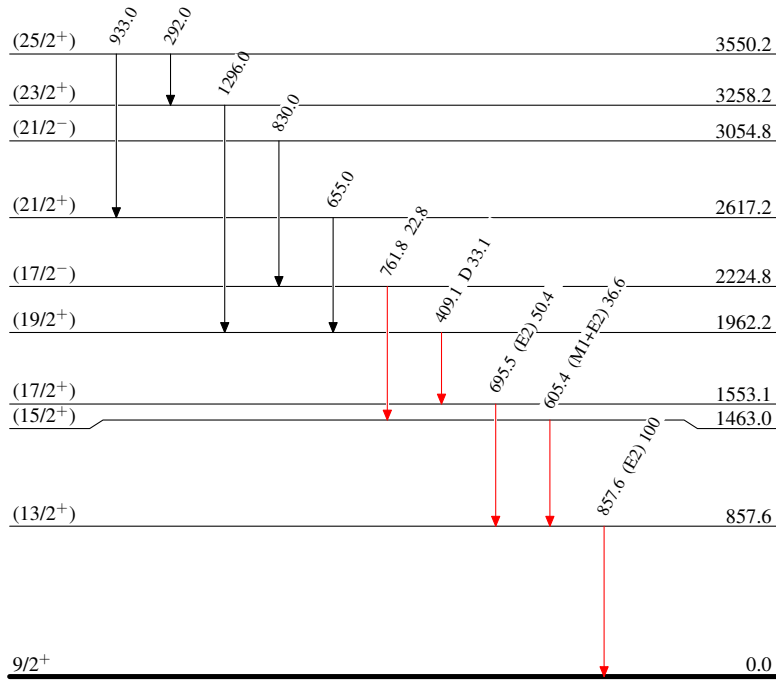 (25/2+) 933.0 292.0 3550.2
(23/2+) 1296.0 3258.2
(21/2−) 830.0 3054.8
(21/2+) 655.0 2617.2
(17/2−) 761.8 22.8 2224.8
(19/2+) 409.1 D 33.1 1962.2
(17/2+) 695.5 (E2) 50.4 1553.1
(15/2+) 605.4 (M1+E2) 36.6 1463.0
(13/2+) 857.6 (E2) 100 857.6
9/2+ 0.0